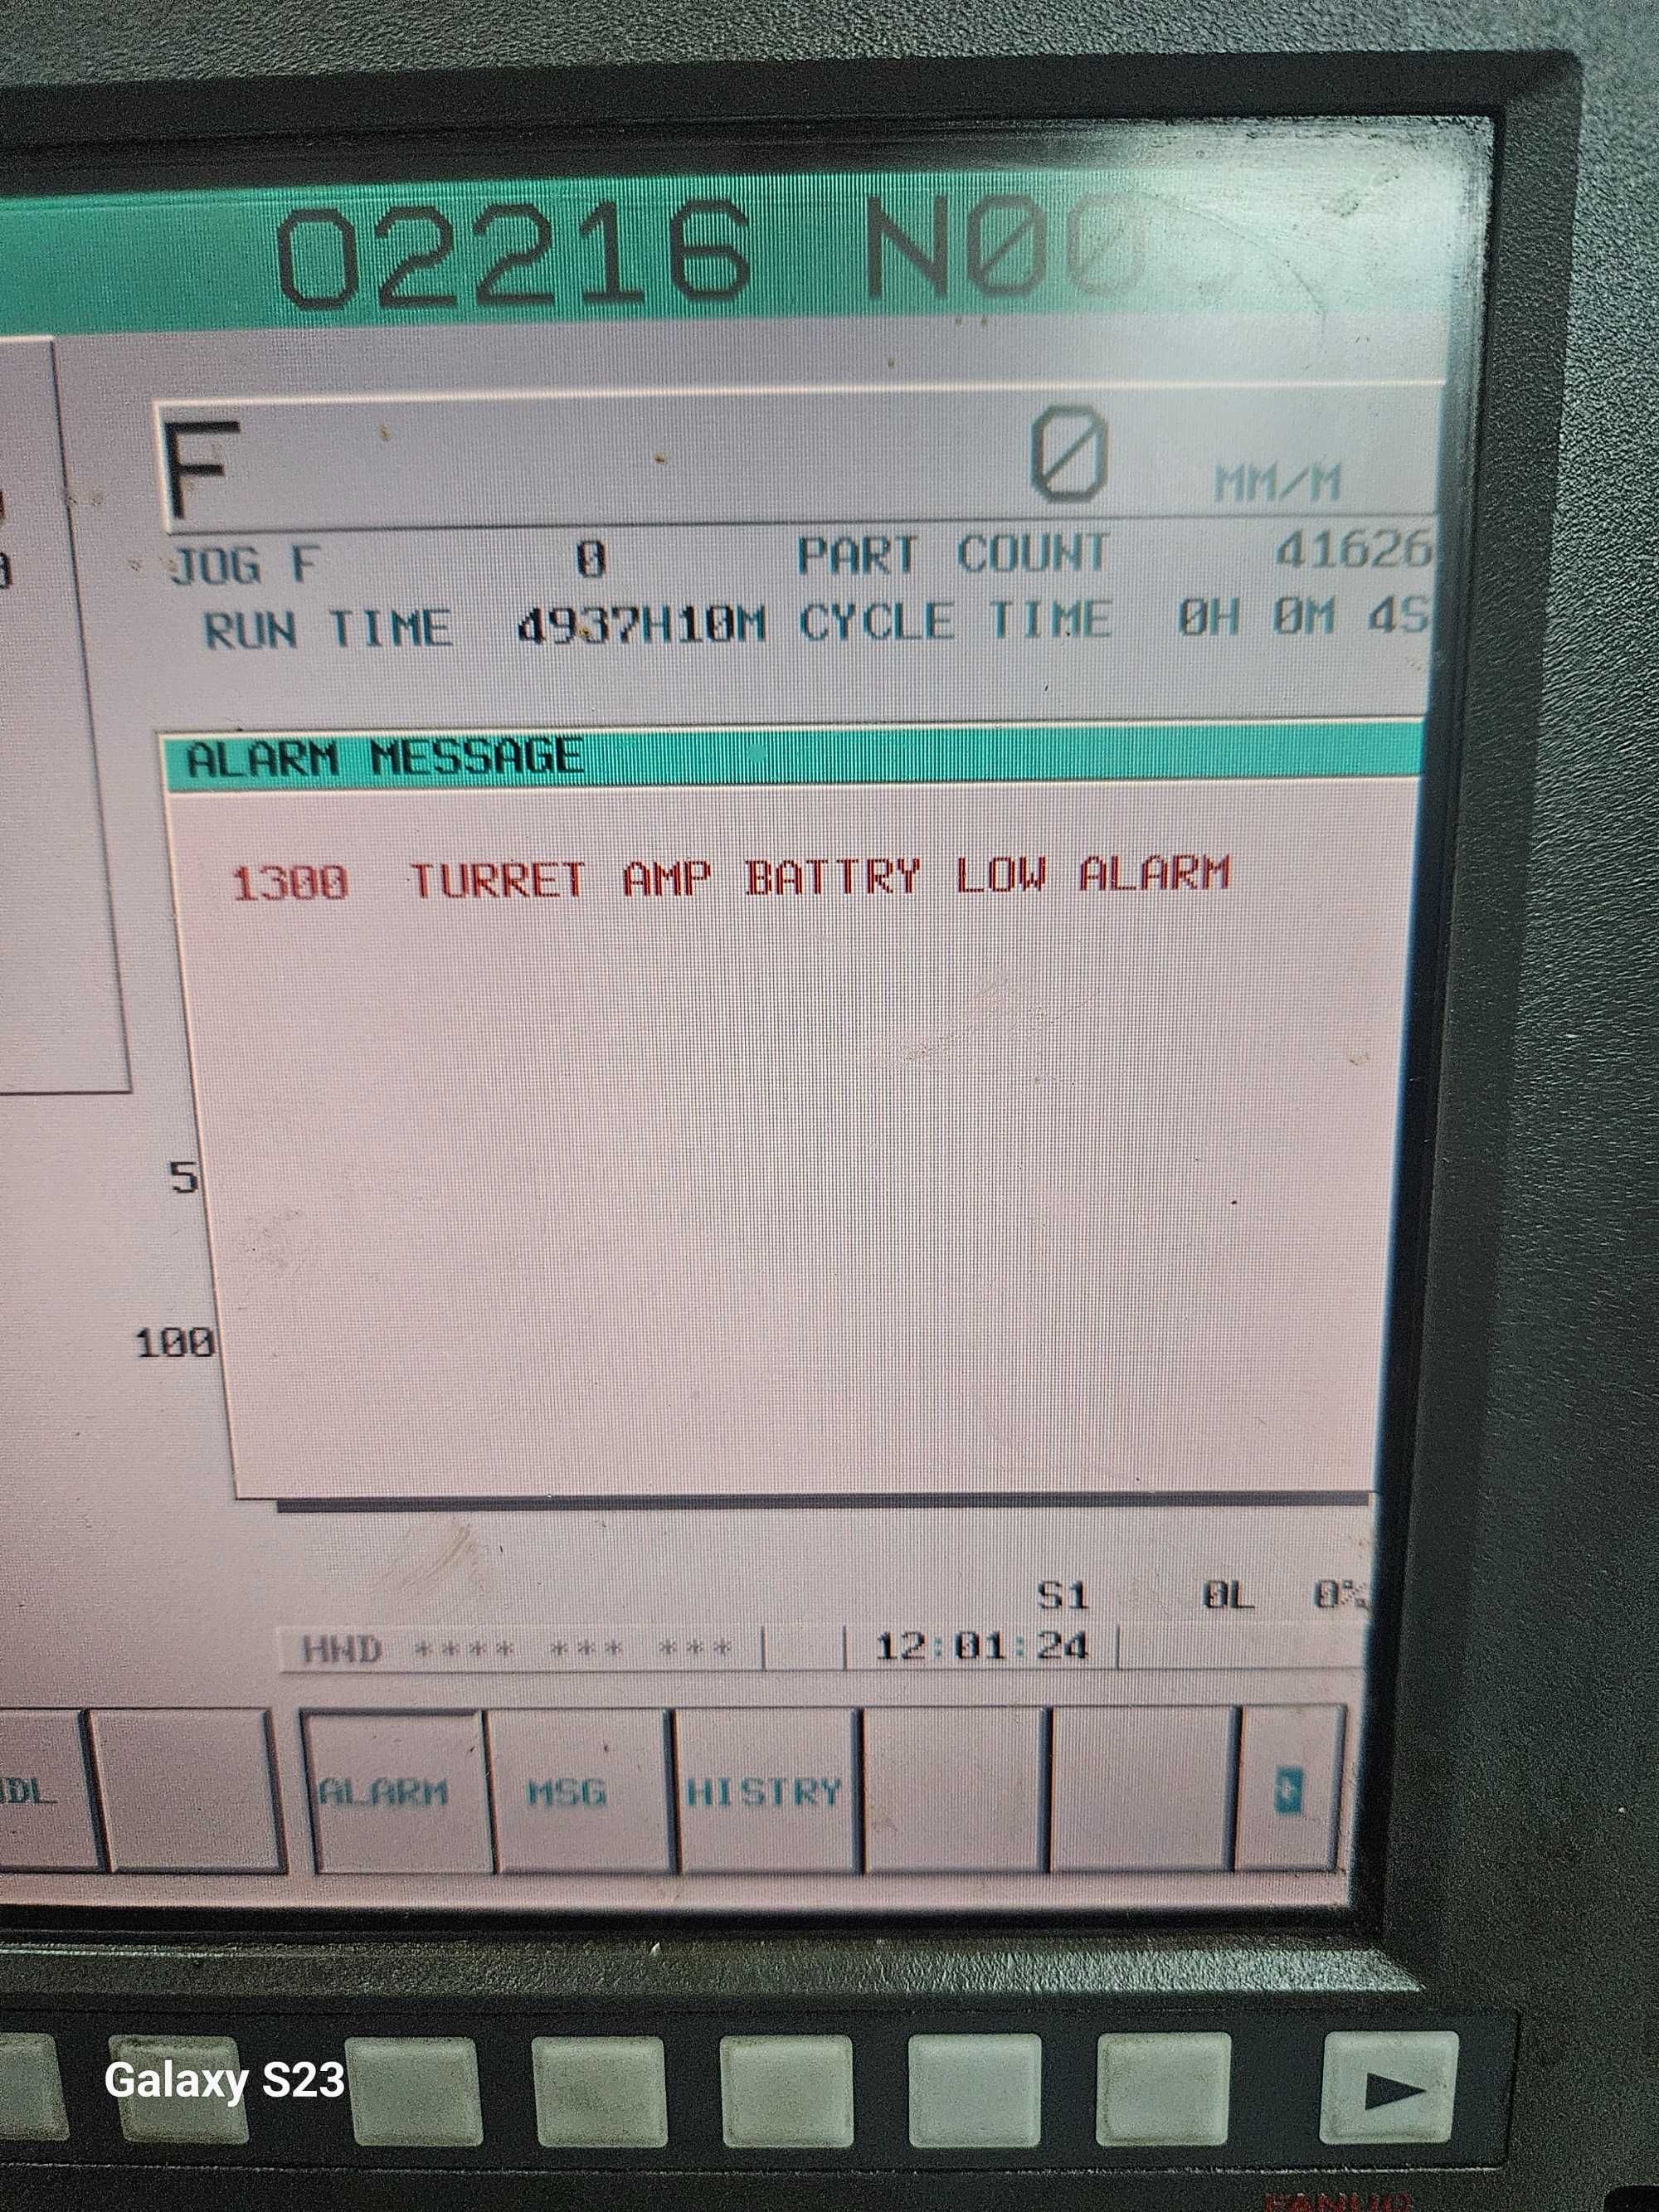 O2216 N00
F 0 MM/M
JOG F 0 PART COUNT 41626
RUN TIME 4937H10M CYCLE TIME 0H 0M 4S
ALARM MESSAGE
1300 TURRET AMP BATTRY LOW ALARM
5
100
S1 0L 0%
HND **** *** *** 12:01:24
ALARM MSG HISTRY +
Galaxy S23
FANUC